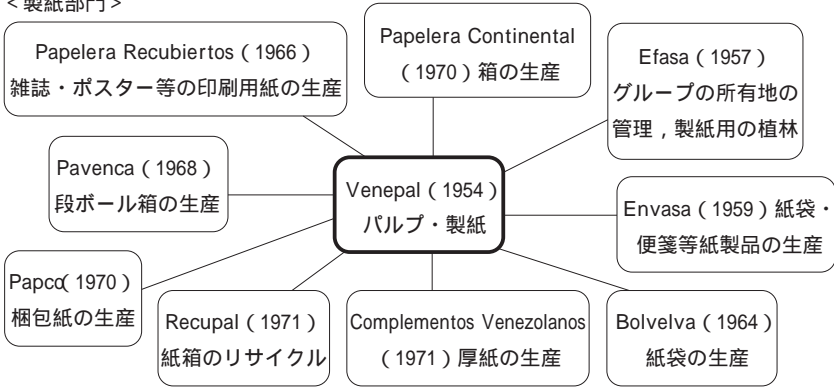 ＜製紙部門＞
Papelera Recubiertos（1966）
雑誌・ポスター等の印刷用紙の生産
Papelera Continental
（1970）箱の生産
Efasa（1957）
グループの所有地の
管理，製紙用の植林
Pavenca（1968）
段ボール箱の生産
Venepal（1954）
パルプ・製紙
Envasa（1959）紙袋・
便箋等紙製品の生産
Papco（1970）
梱包紙の生産
Recupal（1971）
紙箱のリサイクル
Complementos Venezolanos
（1971）厚紙の生産
Bolvelva（1964）
紙袋の生産